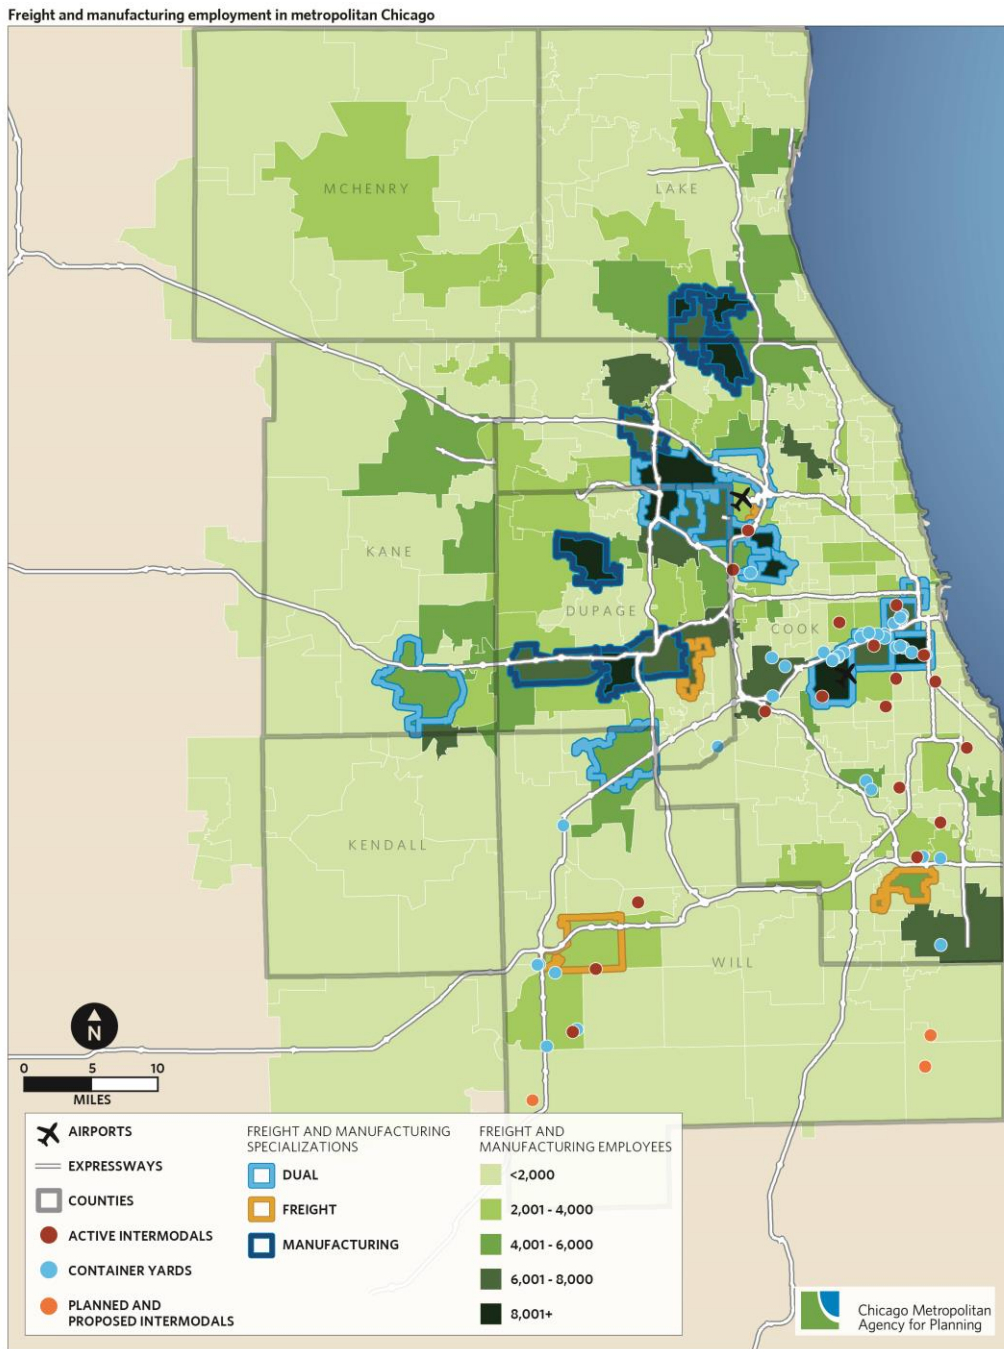 Freight and manufacturing employment in metropolitan Chicago
MCHENRY
LAKE
KANE
DUPAGE
COOK
KENDALL
WILL
N
0 5 10
MILES
AIRPORTS
EXPRESSWAYS
COUNTIES
ACTIVE INTERMODALS
CONTAINER YARDS
PLANNED AND
PROPOSED INTERMODALS
FREIGHT AND MANUFACTURING
SPECIALIZATIONS
DUAL
FREIGHT
MANUFACTURING
FREIGHT AND
MANUFACTURING EMPLOYEES
<2,000
2,001 - 4,000
4,001 - 6,000
6,001 - 8,000
8,001+
Chicago Metropolitan
Agency for Planning